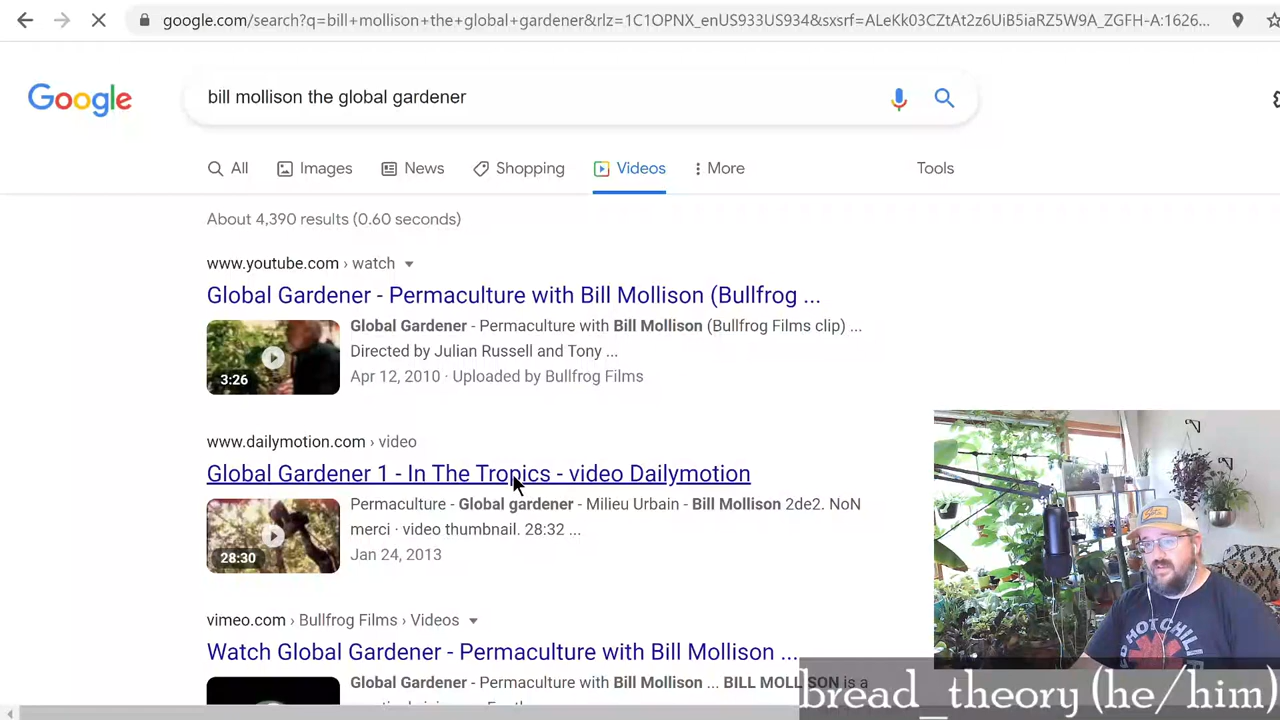 google.com/search?q=bill+mollison+the+global+gardener&rlz=1C1OPNX_enUS933US934&sxsrf=ALeKk03CZtAt2z6UiB5iaRZ5W9A_ZGFH-A:1626...
Google
bill mollison the global gardener
All Images News Shopping Videos More Tools
About 4,390 results (0.60 seconds)
www.youtube.com › watch
Global Gardener - Permaculture with Bill Mollison (Bullfrog ...
Global Gardener - Permaculture with Bill Mollison (Bullfrog Films clip) ...
Directed by Julian Russell and Tony ...
3:26
Apr 12, 2010 · Uploaded by Bullfrog Films
www.dailymotion.com › video
Global Gardener 1 - In The Tropics - video Dailymotion
Permaculture - Global gardener - Milieu Urbain - Bill Mollison 2de2. NoN
merci · video thumbnail. 28:32 ...
28:30
Jan 24, 2013
vimeo.com › Bullfrog Films › Videos
Watch Global Gardener - Permaculture with Bill Mollison ...
Global Gardener - Permaculture with Bill Mollison ... BILL MOLLISON is a
HOT CHILI
bread_theory (he/him)